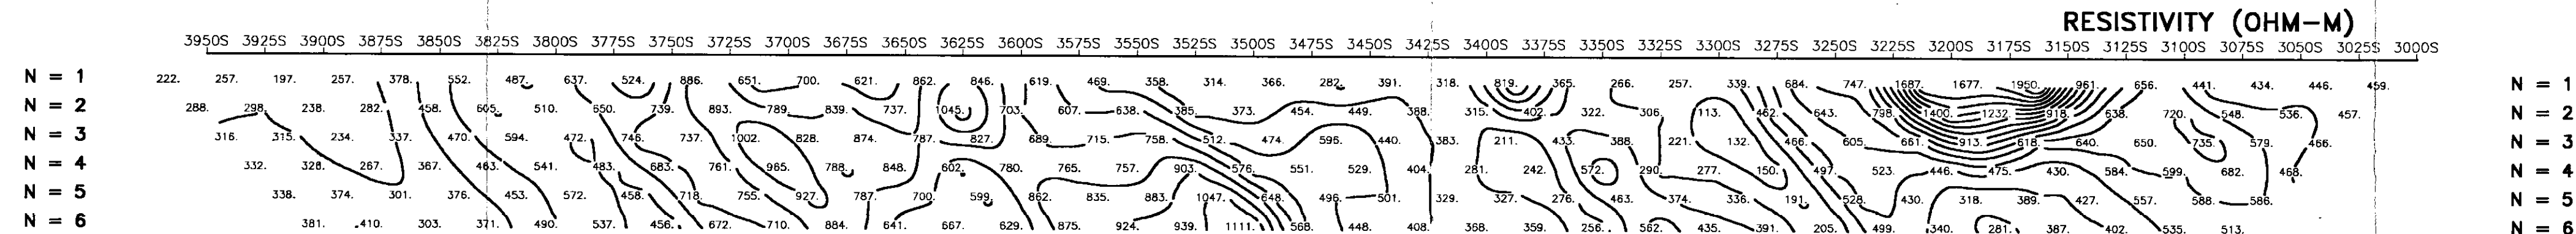 RESISTIVITY (OHM-M)
3950S 3925S 3900S 3875S 3850S 3825S 3800S 3775S 3750S 3725S 3700S 3675S 3650S 3625S 3600S 3575S 3550S 3525S 3500S 3475S 3450S 3425S 3400S 3375S 3350S 3325S 3300S 3275S 3250S 3225S 3200S 3175S 3150S 3125S 3100S 3075S 3050S 3025S 3000S
N = 1 222. 257. 197. 257. 378. 552. 487. 637. 524. 886. 651. 700. 621. 862. 846. 619. 469. 358. 314. 366. 282. 391. 318. 819. 365. 266. 257. 339. 684. 747. 1687. 1677. 1950. 961. 656. 441. 434. 446. 459. N = 1
N = 2 288. 298. 238. 282. 458. 605. 510. 650. 739. 893. 789. 839. 737. 1045. 703. 607. 638. 385. 373. 454. 449. 388. 315. 402. 322. 306. 113. 462. 643. 798. 1400. 1232. 918. 638. 720. 548. 536. 457. N = 2
N = 3 316. 315. 234. 337. 470. 594. 472. 746. 737. 1002. 828. 874. 787. 827. 689. 715. 758. 512. 474. 596. 440. 383. 211. 433. 388. 221. 132. 466. 605. 661. 913. 618. 640. 650. 735. 579. 466. N = 3
N = 4 332. 328. 267. 367. 463. 541. 483. 683. 761. 965. 788. 848. 602. 780. 765. 757. 903. 576. 551. 529. 404. 281. 242. 572. 290. 277. 150. 497. 523. 446. 475. 430. 584. 599. 682. 468. N = 4
N = 5 338. 374. 301. 376. 453. 572. 458. 718. 755. 927. 787. 700. 599. 862. 835. 883. 1047. 648. 496. 501. 329. 327. 276. 463. 374. 336. 191. 528. 430. 318. 389. 427. 557. 588. 586. N = 5
N = 6 381. 410. 303. 371. 490. 537. 456. 672. 710. 884. 641. 667. 629. 875. 924. 939. 1111. 568. 448. 408. 368. 359. 256. 562. 435. 391. 205. 499. 340. 281. 387. 402. 535. 513. N = 6